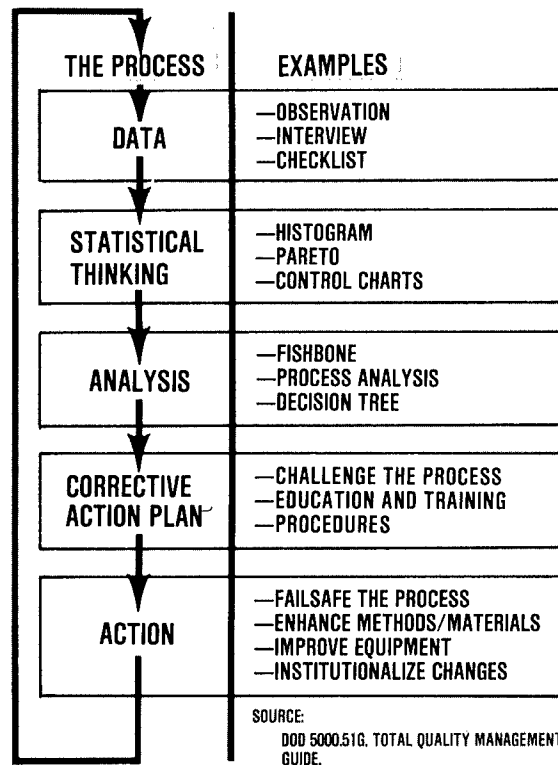 THE PROCESS
EXAMPLES
DATA
—OBSERVATION
—INTERVIEW
—CHECKLIST
STATISTICAL
THINKING
—HISTOGRAM
—PARETO
—CONTROL CHARTS
ANALYSIS
—FISHBONE
—PROCESS ANALYSIS
—DECISION TREE
CORRECTIVE
ACTION PLAN
—CHALLENGE THE PROCESS
—EDUCATION AND TRAINING
—PROCEDURES
ACTION
—FAILSAFE THE PROCESS
—ENHANCE METHODS/MATERIALS
—IMPROVE EQUIPMENT
—INSTITUTIONALIZE CHANGES
SOURCE:
DOD 5000.51G, TOTAL QUALITY MANAGEMENT
GUIDE.